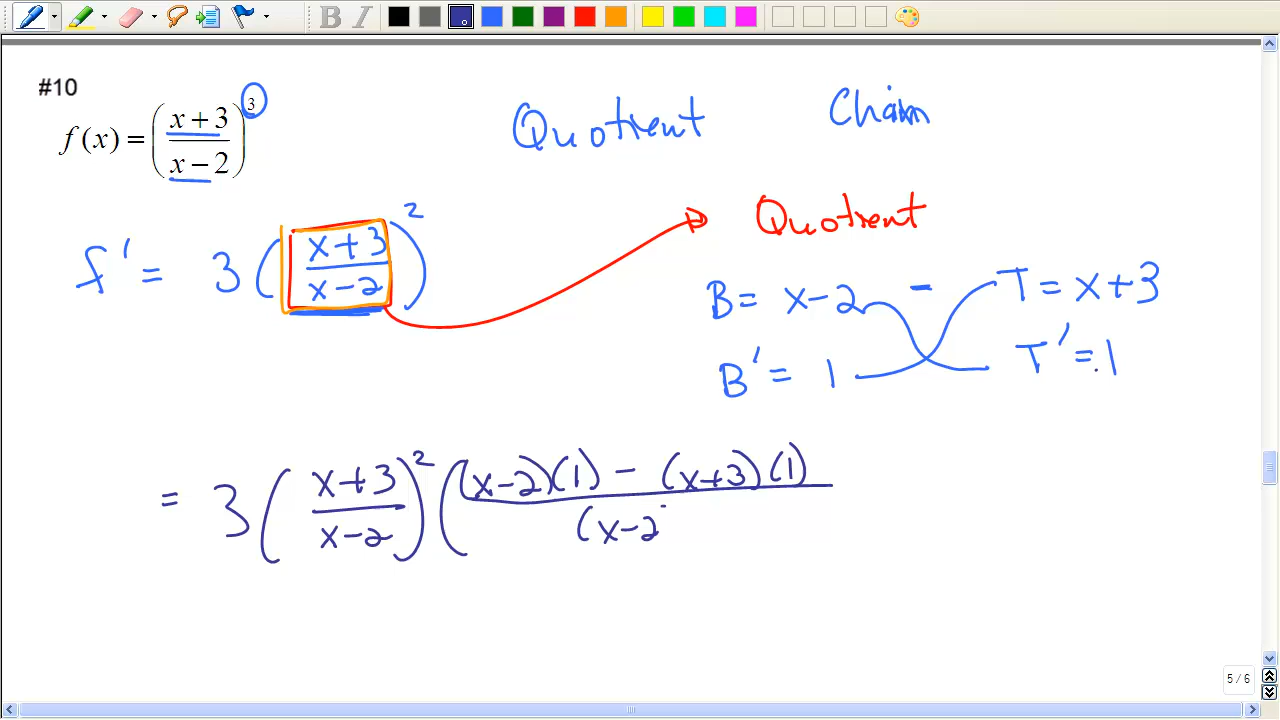 B I U
#10
f(x) = ((x + 3)/(x − 2))^3
Quotient Chain
f' = 3((x+3)/(x−2))^2
Quotient
B = x−2 − T = x+3
B' = 1 T' = 1
= 3((x+3)/(x−2))^2 ((x−2)(1) − (x+3)(1))/(x−2
5/6